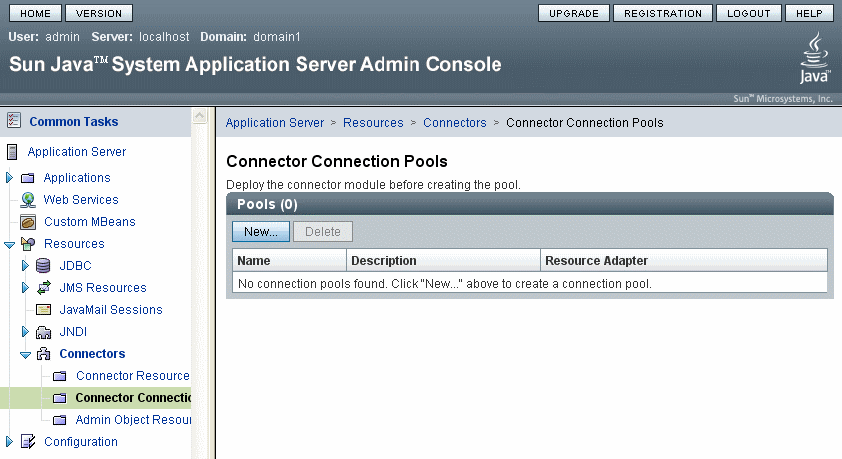 HOME VERSION UPGRADE REGISTRATION LOGOUT HELP
User: admin Server: localhost Domain: domain1
Sun Java™ System Application Server Admin Console
Java™
Sun™ Microsystems, Inc.
Common Tasks
Application Server
Applications
Web Services
Custom MBeans
Resources
JDBC
JMS Resources
JavaMail Sessions
JNDI
Connectors
Connector Resource
Connector Connectio
Admin Object Resour
Configuration
Application Server > Resources > Connectors > Connector Connection Pools
Connector Connection Pools
Deploy the connector module before creating the pool.
Pools (0)
New... Delete
Name Description Resource Adapter
No connection pools found. Click "New..." above to create a connection pool.